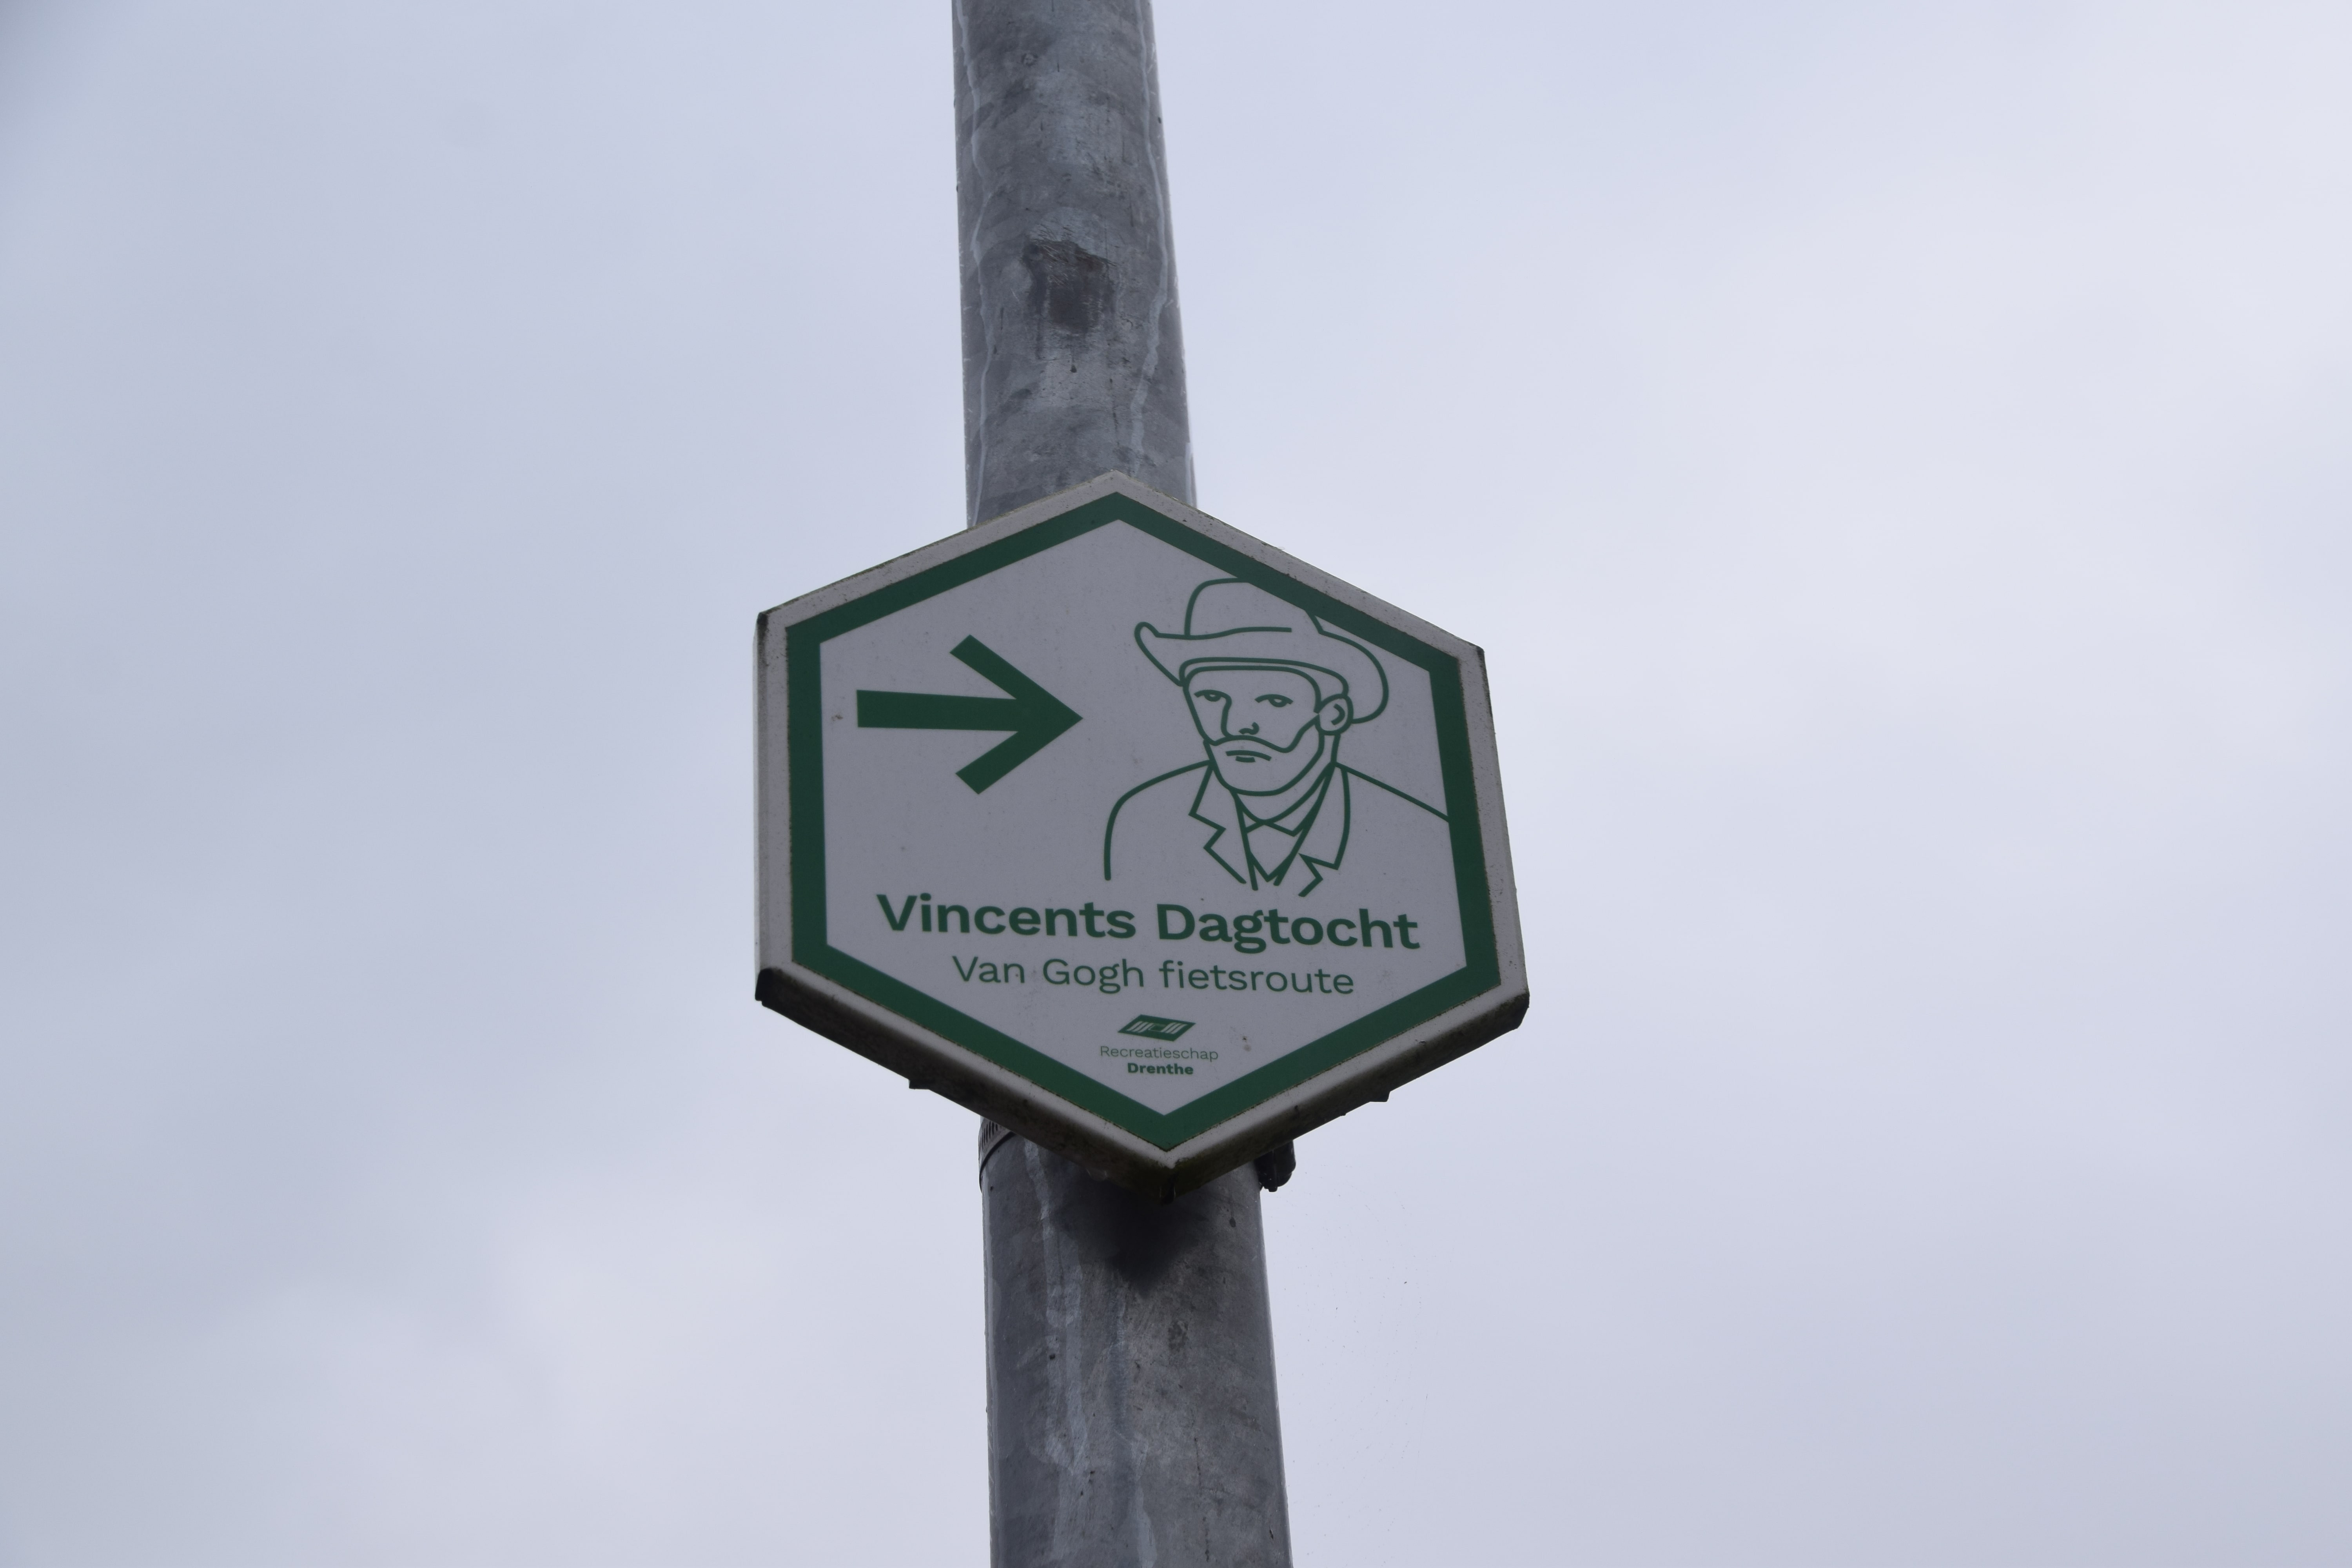 Vincents Dagtocht
Van Gogh fietsroute
Recreatieschap
Drenthe